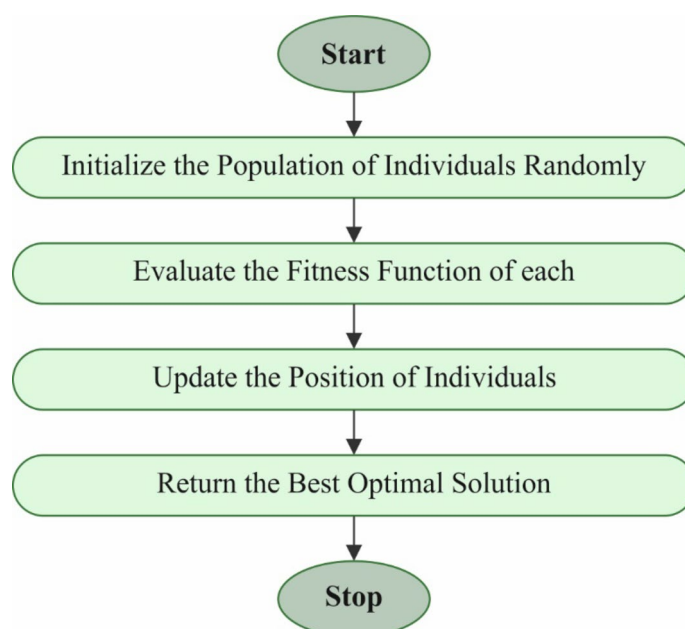 Start
Initialize the Population of Individuals Randomly
Evaluate the Fitness Function of each
Update the Position of Individuals
Return the Best Optimal Solution
Stop